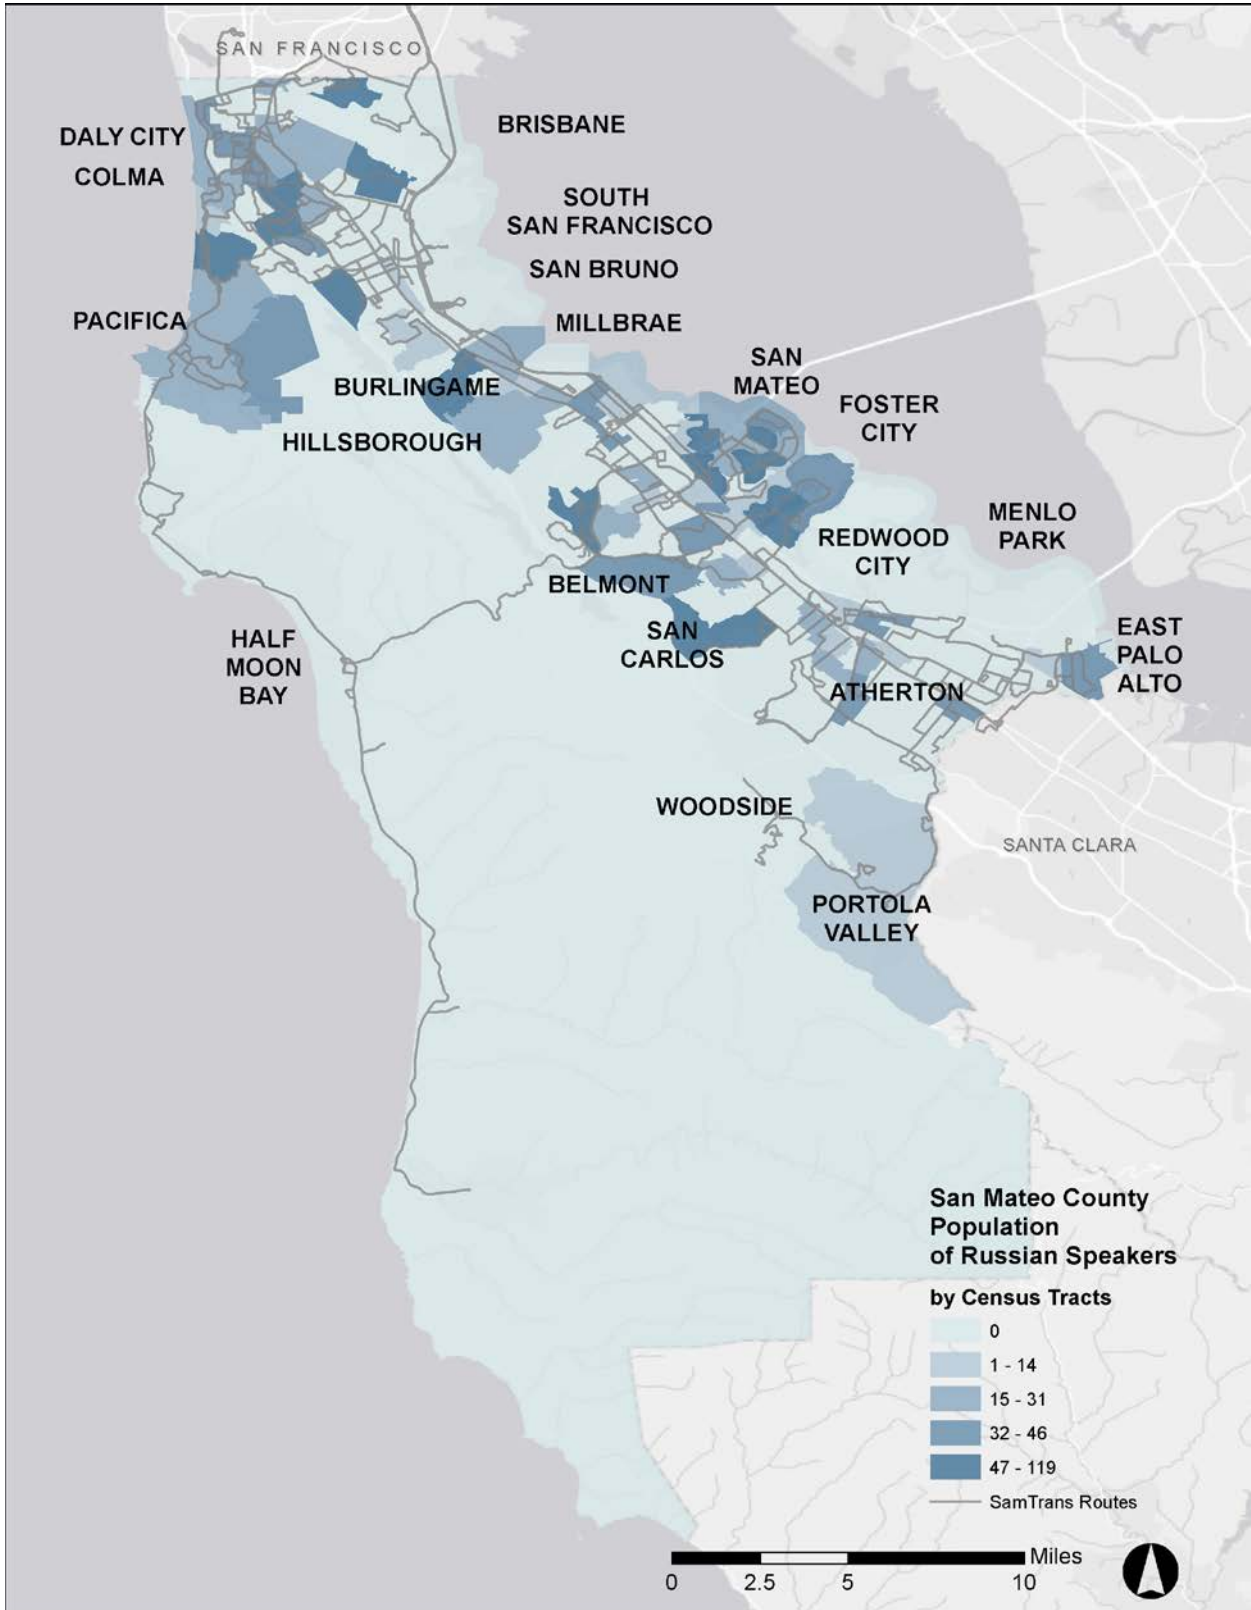 SAN FRANCISCO
BRISBANE
DALY CITY
COLMA
SOUTH
SAN FRANCISCO
SAN BRUNO
PACIFICA
MILLBRAE
SAN
MATEO
BURLINGAME
FOSTER
CITY
HILLSBOROUGH
MENLO
PARK
REDWOOD
CITY
BELMONT
HALF
MOON
BAY
SAN
CARLOS
EAST
PALO
ALTO
ATHERTON
WOODSIDE
SANTA CLARA
PORTOLA
VALLEY
San Mateo County
Population
of Russian Speakers
by Census Tracts
0
1 - 14
15 - 31
32 - 46
47 - 119
SamTrans Routes
Miles
0 2.5 5 10